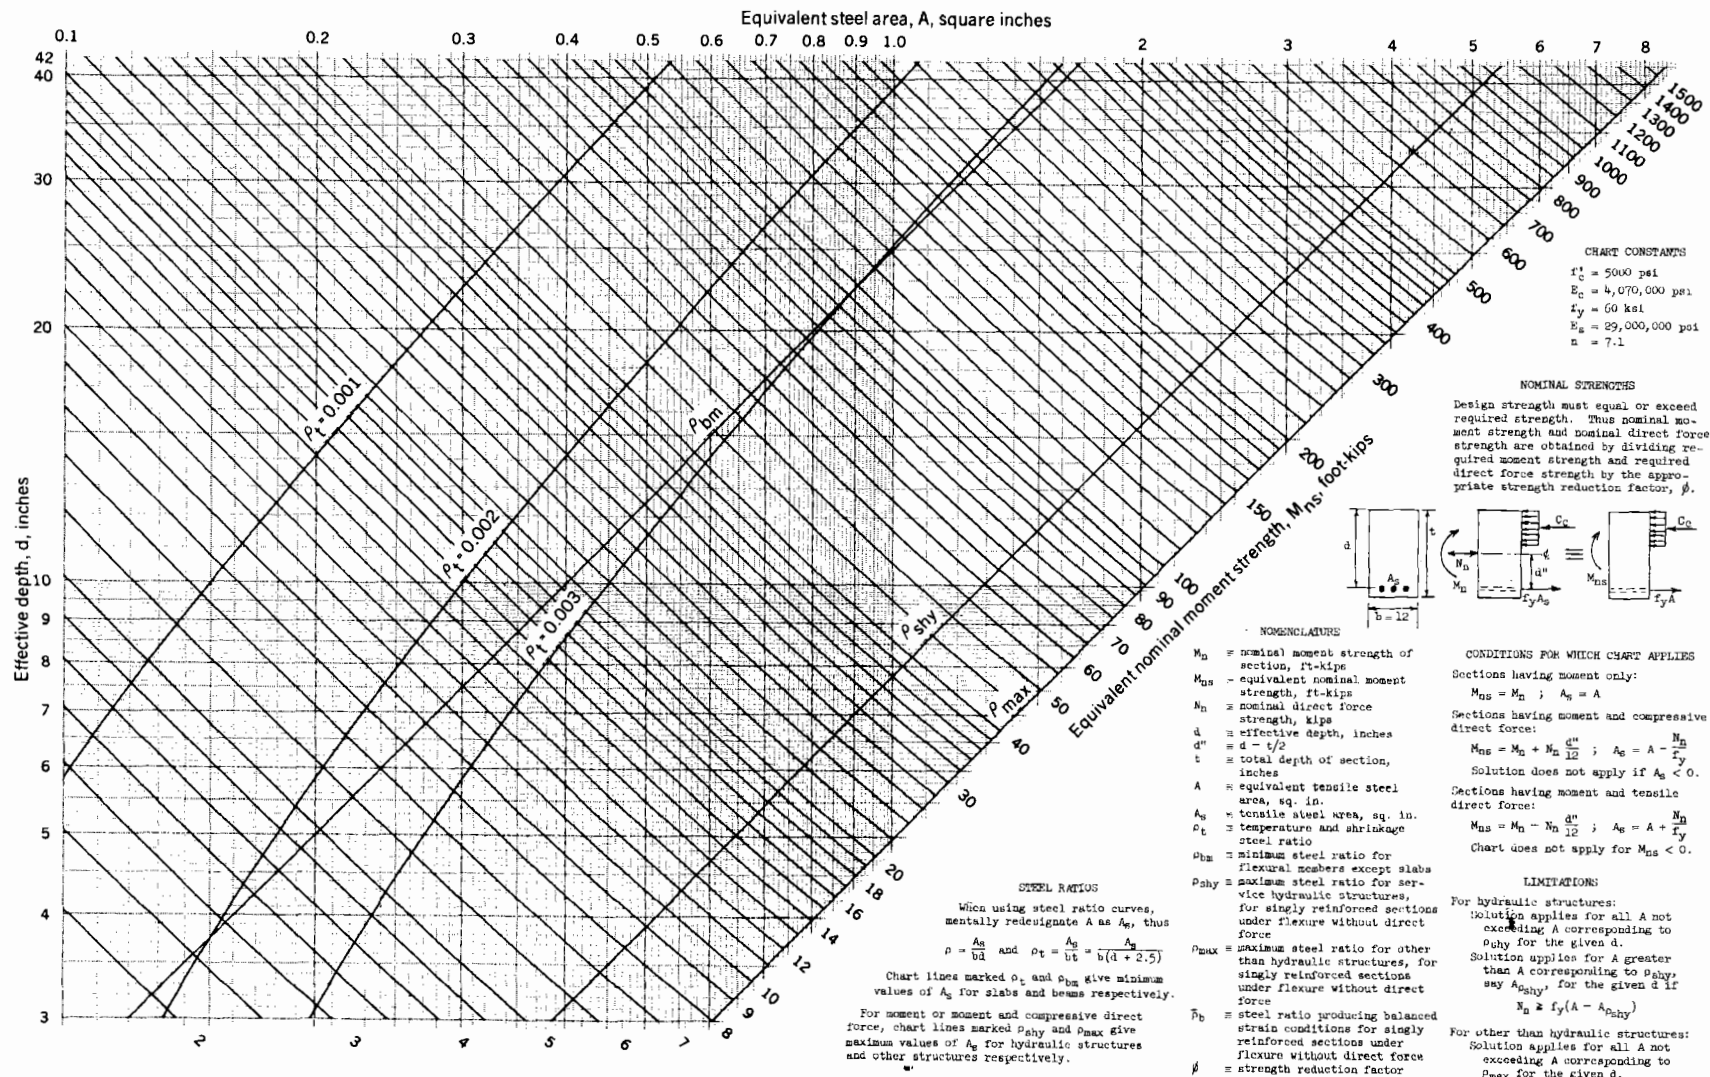 Equivalent steel area, A, square inches
0.1 0.2 0.3 0.4 0.5 0.6 0.7 0.8 0.9 1.0 2 3 4 5 6 7 8
42
40
30
20
10
9
8
7
6
5
4
3
Effective depth, d, inches
ρt = 0.001
ρt = 0.002
ρt = 0.003
ρbm
ρshy
ρmax
2 3 4 5 6 7 8 9 10 12 14 16 18 20 30 40 50 60 70 80 90 100 150 200 300 400 500 600 700 800 900 1000 1100 1200 1300 1400 1500
Equivalent nominal moment strength, Mns, foot-kips
CHART CONSTANTS
f'c = 5000 psi
Ec = 4,070,000 psi
fy = 60 ksi
Es = 29,000,000 psi
n = 7.1
NOMINAL STRENGTHS
Design strength must equal or exceed
required strength. Thus nominal mo-
ment strength and nominal direct force
strength are obtained by dividing re-
quired moment strength and required
direct force strength by the appro-
priate strength reduction factor, ϕ.
d
t
As
b = 12
Nn
Mn
Cc
¢
d"
fyAs
≡
Mns
Cc
fyA
NOMENCLATURE
Mn ≡ nominal moment strength of
section, ft-kips
Mns ≡ equivalent nominal moment
strength, ft-kips
Nn ≡ nominal direct force
strength, kips
d ≡ effective depth, inches
d" ≡ d - t/2
t ≡ total depth of section,
inches
A ≡ equivalent tensile steel
area, sq. in.
As ≡ tensile steel area, sq. in.
ρt ≡ temperature and shrinkage
steel ratio
ρbm ≡ minimum steel ratio for
flexural members except slabs
ρshy ≡ maximum steel ratio for ser-
vice hydraulic structures,
for singly reinforced sections
under flexure without direct
force
ρmax ≡ maximum steel ratio for other
than hydraulic structures, for
singly reinforced sections
under flexure without direct
force
ρb ≡ steel ratio producing balanced
strain conditions for singly
reinforced sections under
flexure without direct force
ϕ ≡ strength reduction factor
CONDITIONS FOR WHICH CHART APPLIES
Sections having moment only:
Mns = Mn ; As = A
Sections having moment and compressive
direct force:
Mns = Mn + Nn d"/12 ; As = A - Nn/fy
Solution does not apply if As < 0.
Sections having moment and tensile
direct force:
Mns = Mn - Nn d"/12 ; As = A + Nn/fy
Chart does not apply for Mns < 0.
LIMITATIONS
For hydraulic structures:
Solution applies for all A not
exceeding A corresponding to
ρshy for the given d.
Solution applies for A greater
than A corresponding to ρshy,
say Aρshy, for the given d if
Nn ≥ fy(A - Aρshy)
For other than hydraulic structures:
Solution applies for all A not
exceeding A corresponding to
ρmax for the given d.
STEEL RATIOS
When using steel ratio curves,
mentally redesignate A as As, thus
ρ = As/bd and ρt = As/bt = As/b(d + 2.5)
Chart lines marked ρt and ρbm give minimum
values of As for slabs and beams respectively.
For moment or moment and compressive direct
force, chart lines marked ρshy and ρmax give
maximum values of As for hydraulic structures
and other structures respectively.